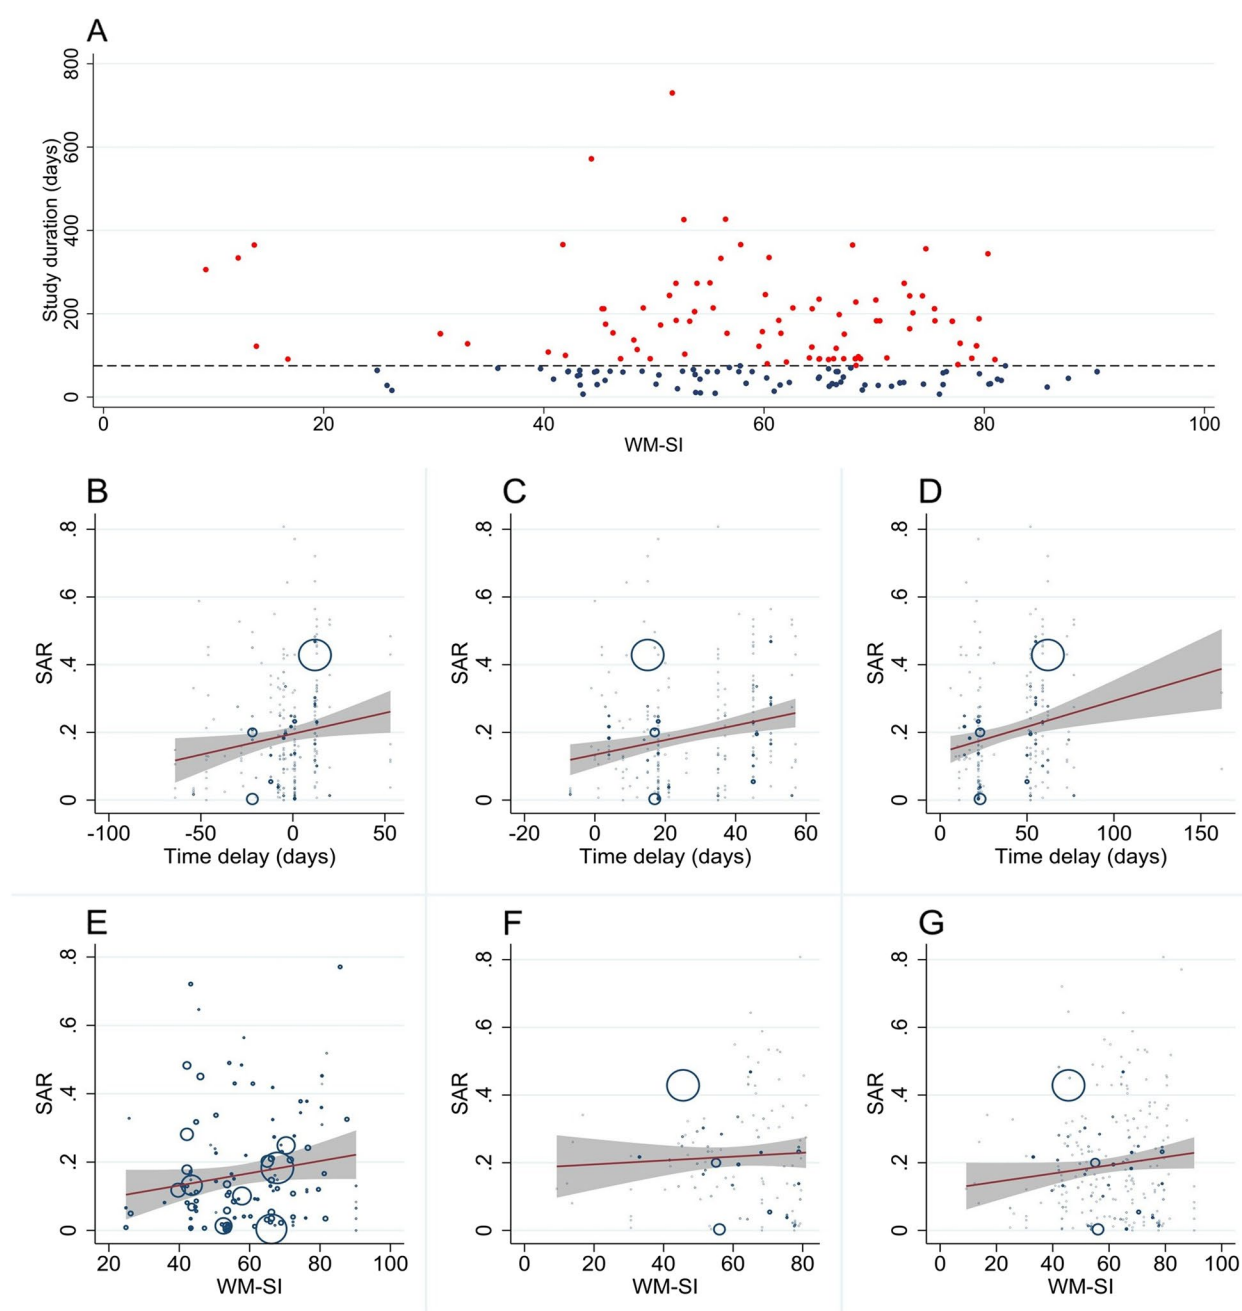 A
Study duration (days)
800
600
400
200
0
0 20 40 60 80 100
WM-SI
B C D
SAR SAR SAR
.8 .8 .8
.6 .6 .6
.4 .4 .4
.2 .2 .2
0 0 0
-100 -50 0 50 -20 0 20 40 60 0 50 100 150
Time delay (days) Time delay (days) Time delay (days)
E F G
SAR SAR SAR
.8 .8 .8
.6 .6 .6
.4 .4 .4
.2 .2 .2
0 0 0
20 40 60 80 100 0 20 40 60 80 0 20 40 60 80 100
WM-SI WM-SI WM-SI